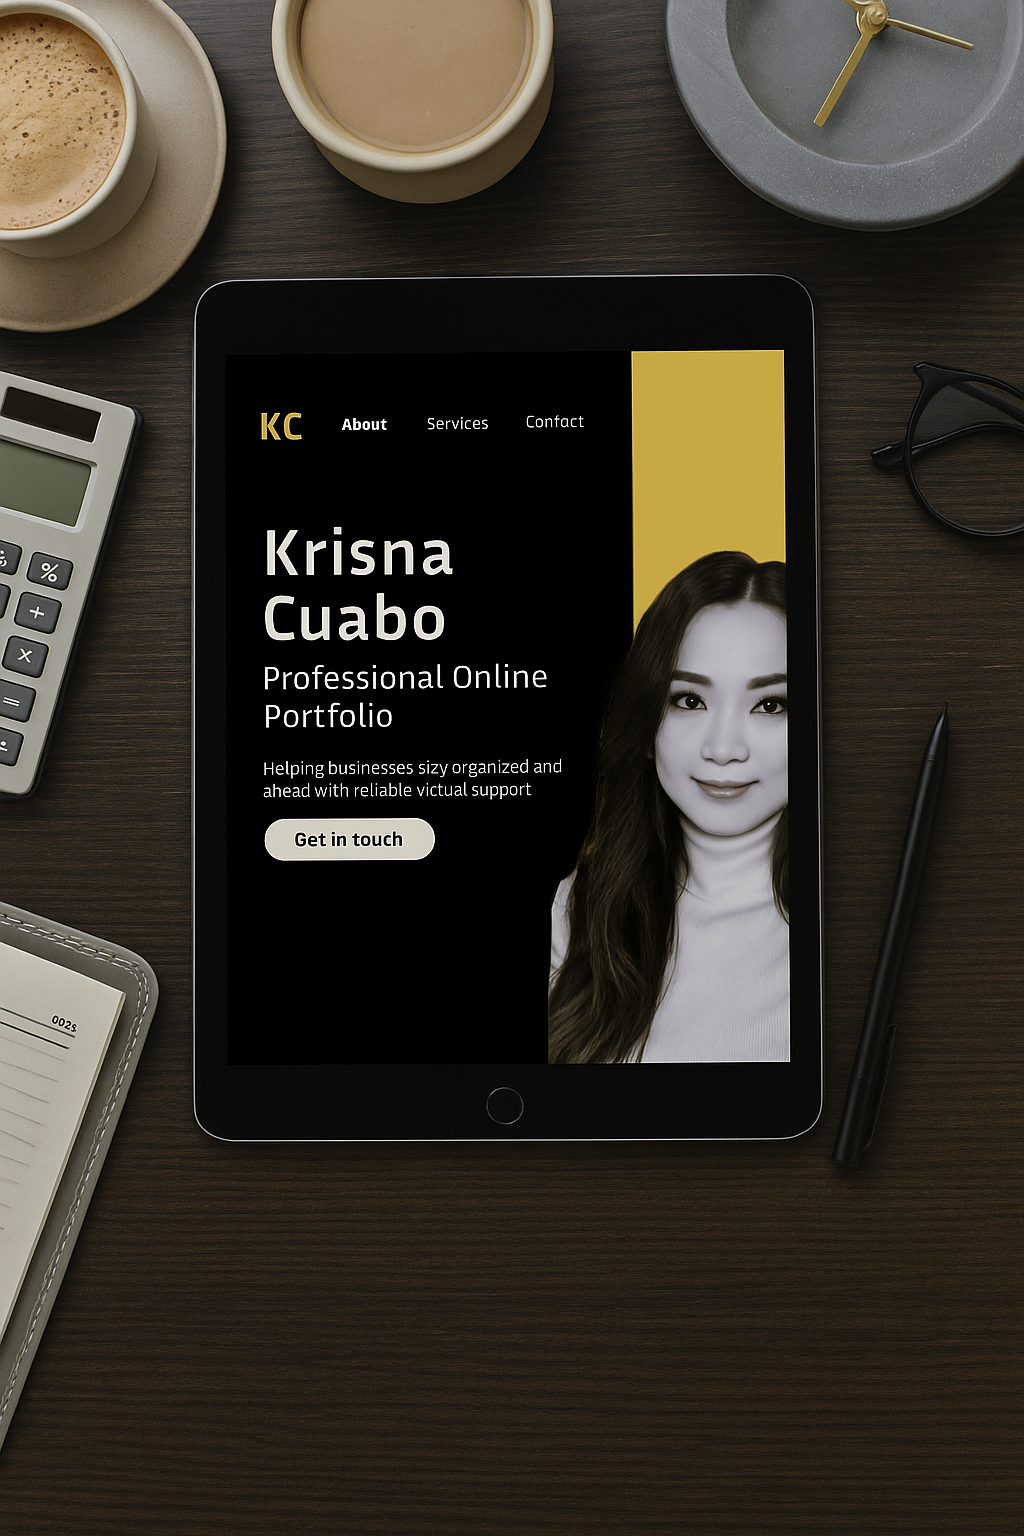 KC About Services Confact
Krisna
Cuabo
Professional Online
Portfolio
Helping businesses sizy organized and
ahead with reliable victual support
Get in touch
%
+
×
=
002s